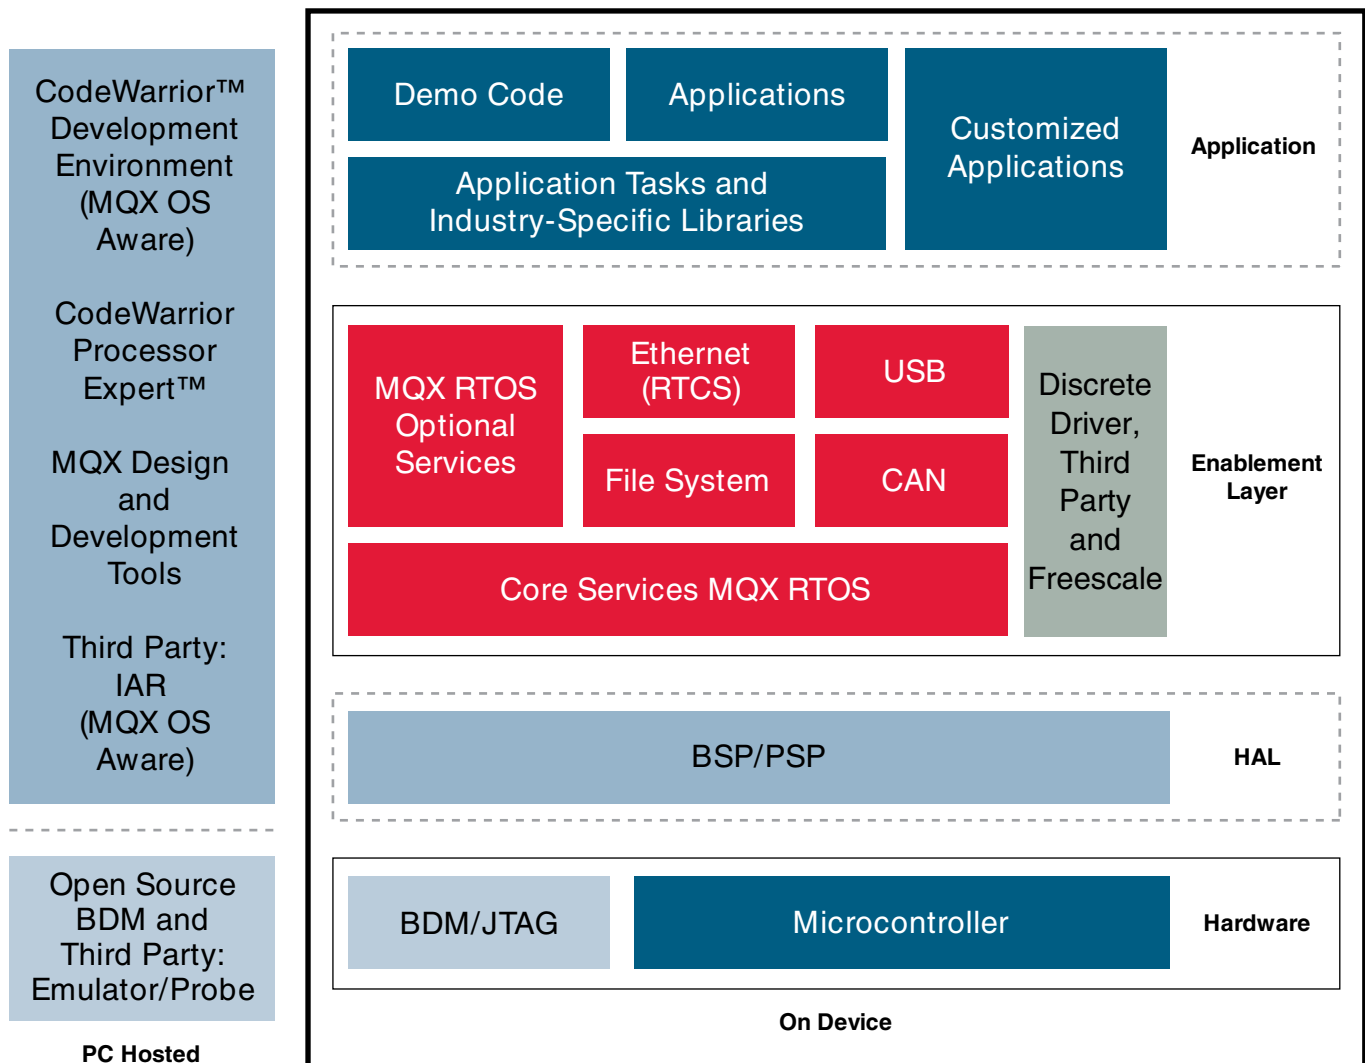 CodeWarrior™
Development
Environment
(MQX OS
Aware)
CodeWarrior
Processor
Expert™
MQX Design
and
Development
Tools
Third Party:
IAR
(MQX OS
Aware)
Open Source
BDM and
Third Party:
Emulator/Probe
PC Hosted
Demo Code
Applications
Customized
Applications
Application Tasks and
Industry-Specific Libraries
Application
MQX RTOS
Optional
Services
Ethernet
(RTCS)
USB
File System
CAN
Core Services MQX RTOS
Discrete
Driver,
Third
Party
and
Freescale
Enablement
Layer
BSP/PSP
HAL
BDM/JTAG
Microcontroller
Hardware
On Device